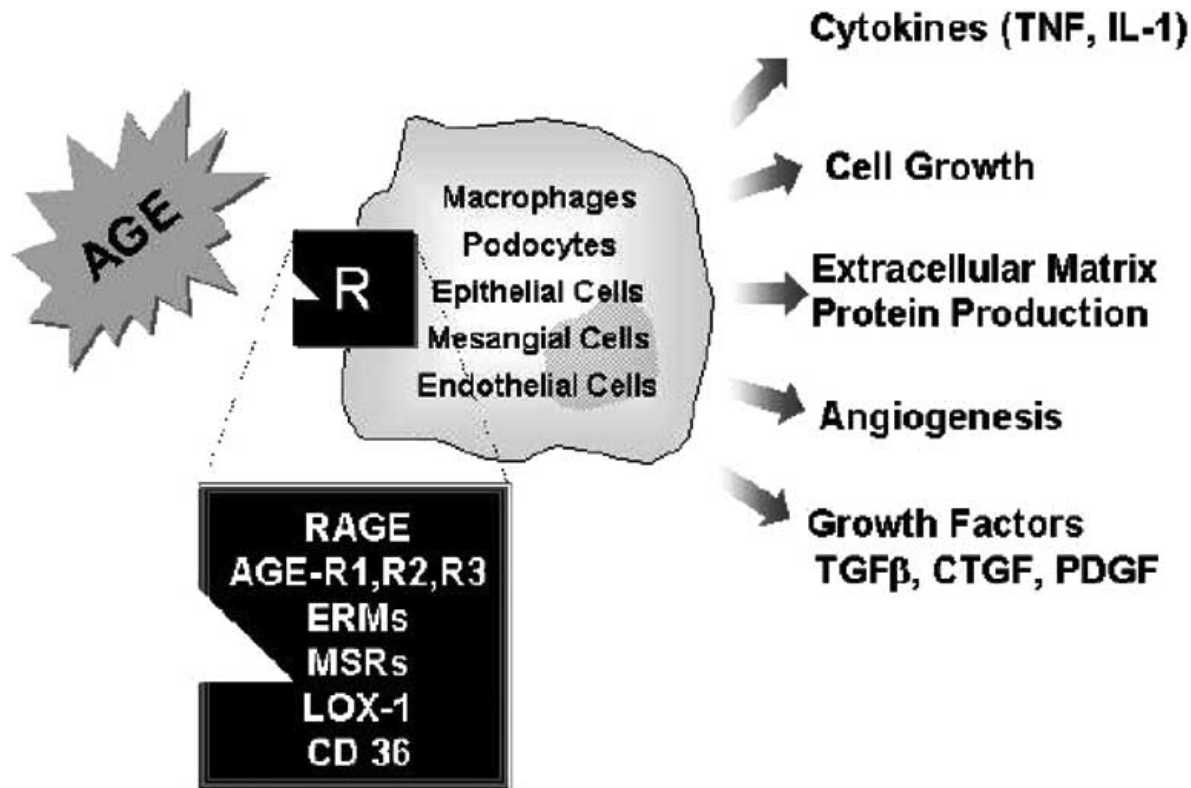 AGE
R
Macrophages
Podocytes
Epithelial Cells
Mesangial Cells
Endothelial Cells
RAGE
AGE-R1,R2,R3
ERMs
MSRs
LOX-1
CD 36
Cytokines (TNF, IL-1)
Cell Growth
Extracellular Matrix
Protein Production
Angiogenesis
Growth Factors
TGFβ, CTGF, PDGF